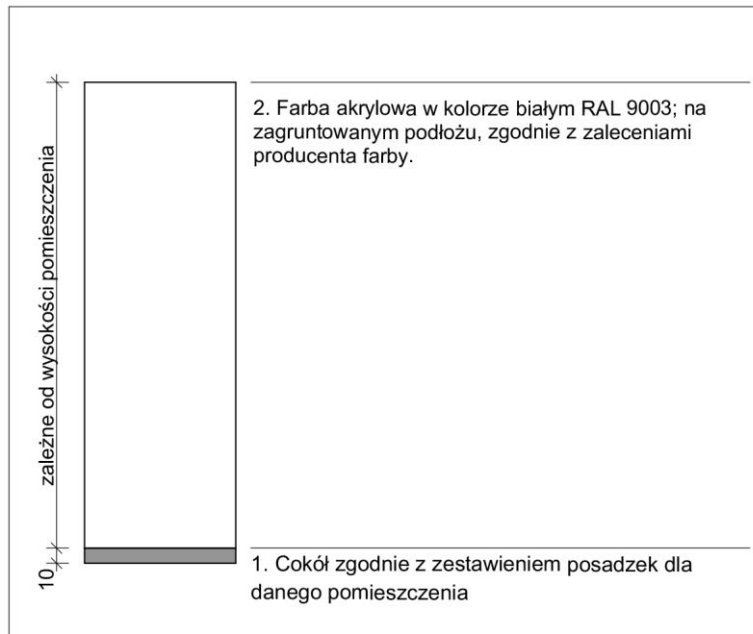 2. Farba akrylowa w kolorze białym RAL 9003; na
zagruntowanym podłożu, zgodnie z zaleceniami
producenta farby.
zależne od wysokości pomieszczenia
10
1. Cokół zgodnie z zestawieniem posadzek dla
danego pomieszczenia